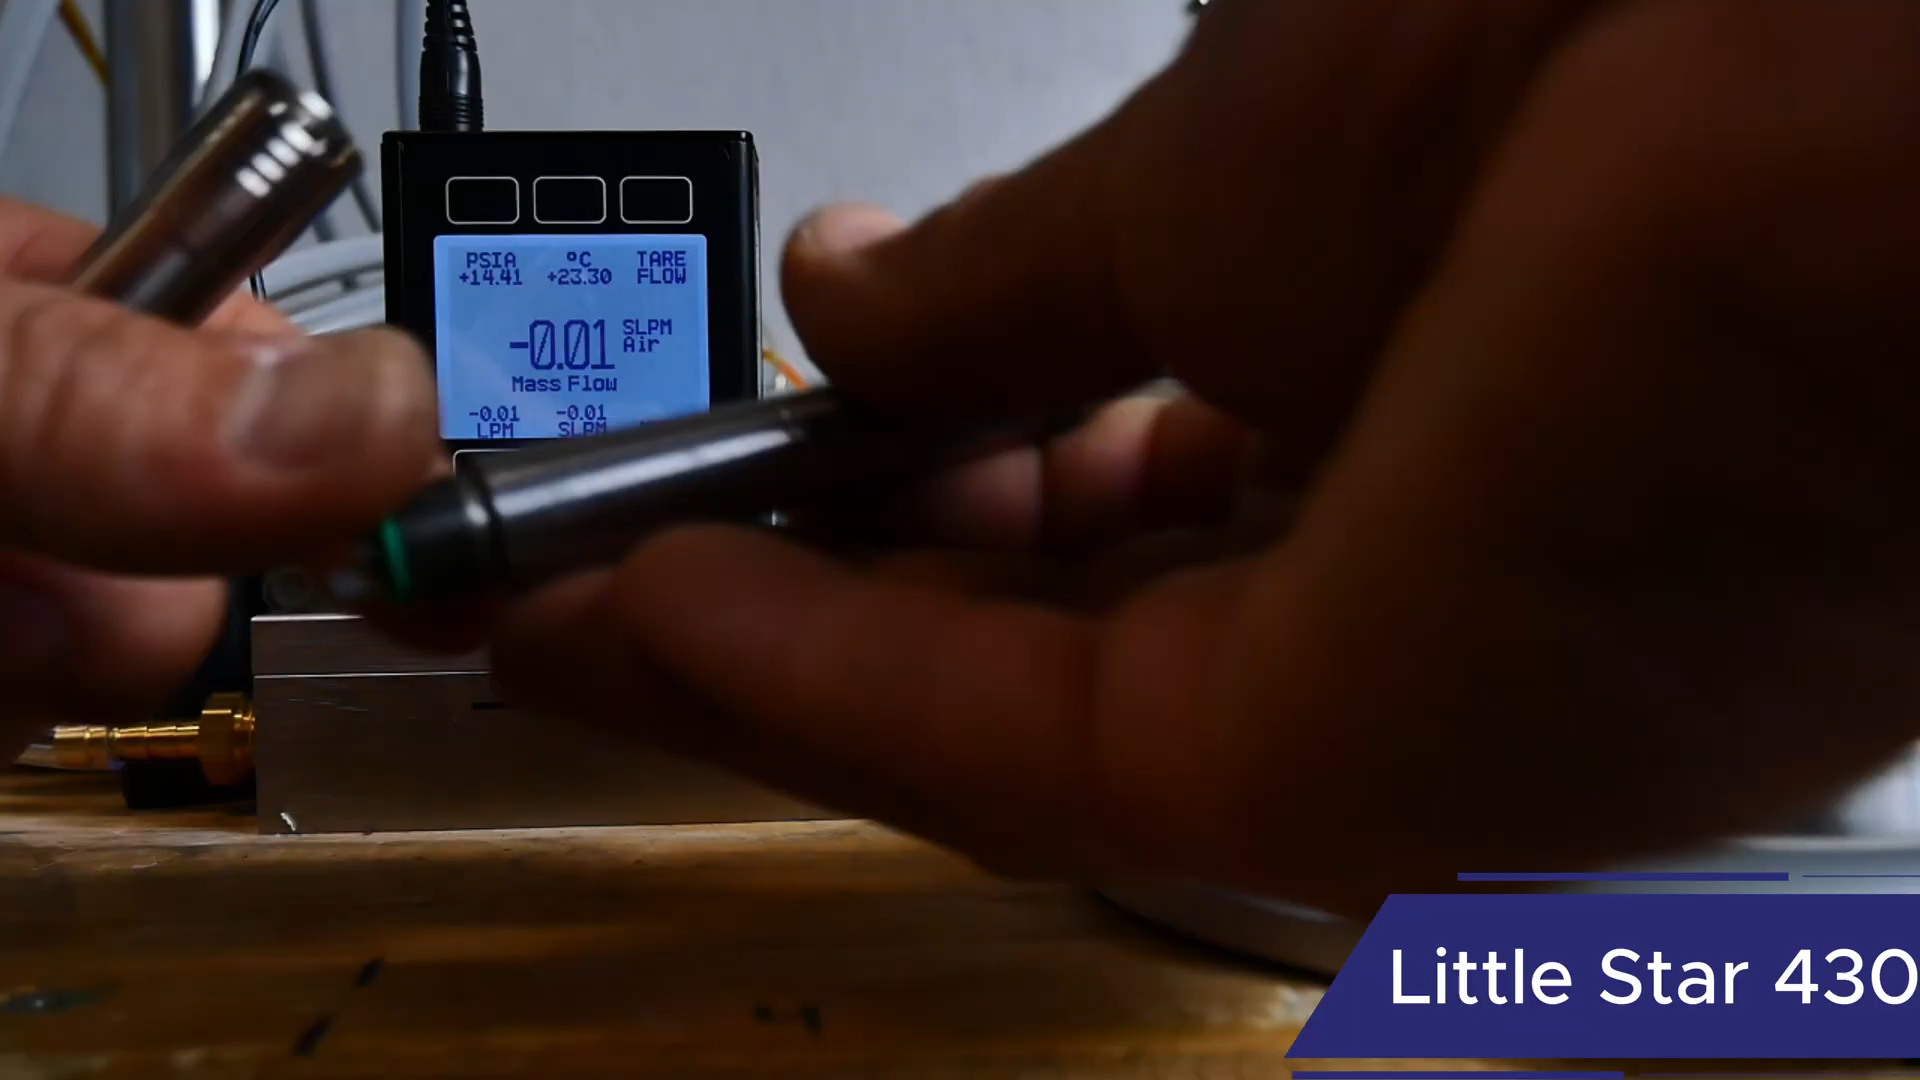 PSIA °C TARE
+14.41 +23.30 FLOW
-0.01 SLPM
Air
Mass Flow
-0.01 -0.01
LPM SLPM
Little Star 430